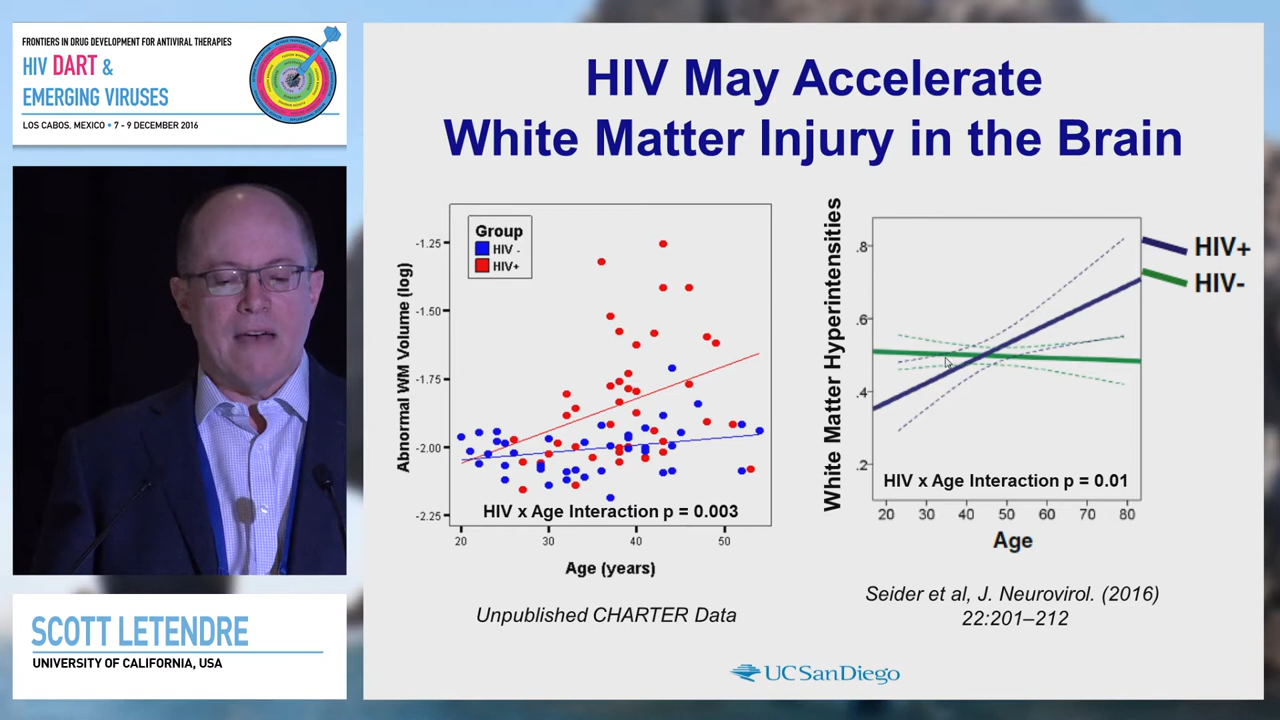 FRONTIERS IN DRUG DEVELOPMENT FOR ANTIVIRAL THERAPIES
HIV DART &
EMERGING VIRUSES
LOS CABOS, MEXICO • 7 - 9 DECEMBER 2016
SCOTT LETENDRE
UNIVERSITY OF CALIFORNIA, USA
HIV May Accelerate
White Matter Injury in the Brain
Abnormal WM Volume (log)
Group
HIV -
HIV+
-1.25
-1.50
-1.75
-2.00
-2.25
HIV x Age Interaction p = 0.003
20 30 40 50
Age (years)
Unpublished CHARTER Data
White Matter Hyperintensities
.8
.6
.4
.2
HIV+
HIV-
HIV x Age Interaction p = 0.01
20 30 40 50 60 70 80
Age
Seider et al, J. Neurovirol. (2016)
22:201–212
UC San Diego